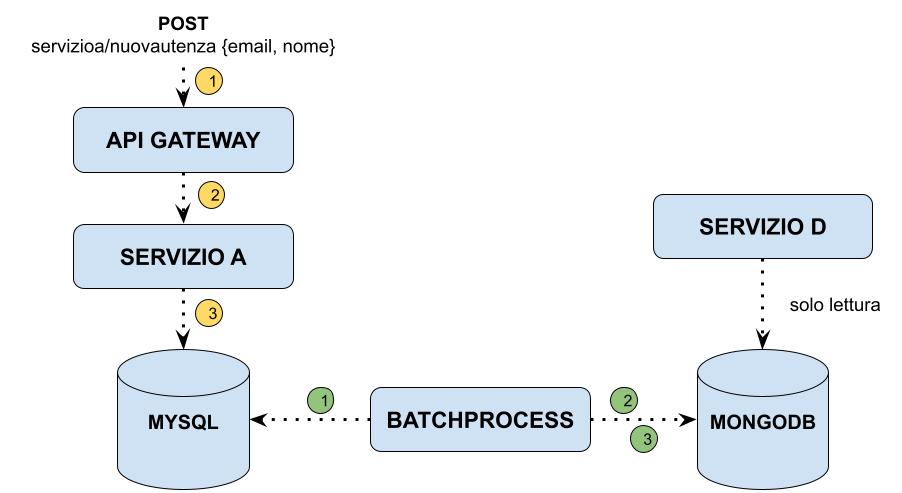 POST
servizioa/nuovautenza {email, nome}
1
API GATEWAY
2
SERVIZIO A
SERVIZIO D
3
solo lettura
MYSQL
1
BATCHPROCESS
2
3
MONGODB